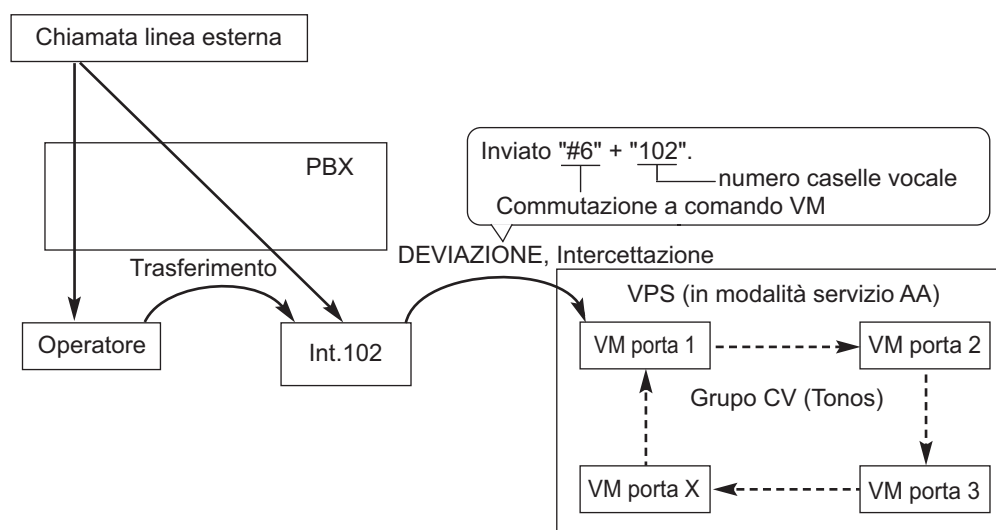 Chiamata linea esterna
PBX
Inviato "#6" + "102".
numero caselle vocale
Commutazione a comando VM
Trasferimento
DEVIAZIONE, Intercettazione
VPS (in modalità servizio AA)
Operatore
Int.102
VM porta 1
VM porta 2
Grupo CV (Tonos)
VM porta X
VM porta 3